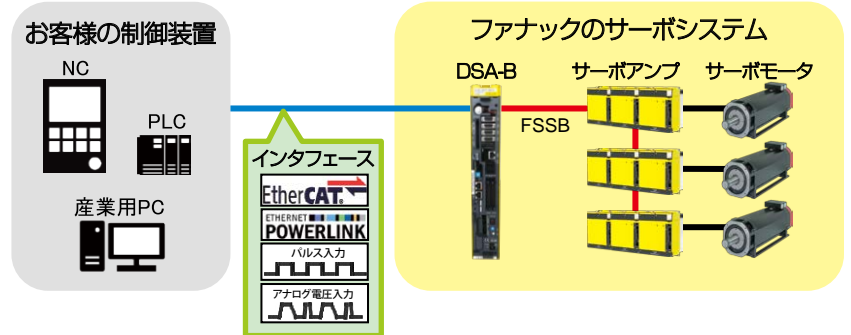 お客様の制御装置
NC
PLC
産業用PC
インタフェース
EtherCAT®
ETHERNET
POWERLINK
パルス入力
アナログ電圧入力
ファナックのサーボシステム
DSA-B
サーボアンプ
サーボモータ
FSSB